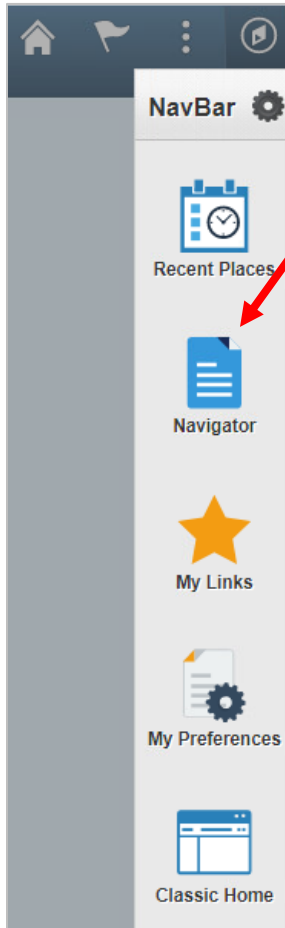 NavBar
Recent Places
Navigator
My Links
My Preferences
Classic Home